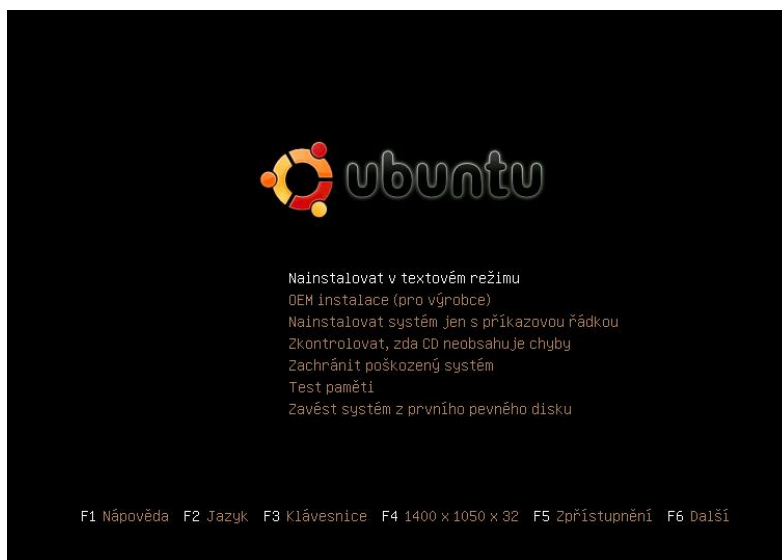 ubuntu
Nainstalovat v textovém režimu
OEM instalace (pro výrobce)
Nainstalovat systém jen s příkazovou řádkou
Zkontrolovat, zda CD neobsahuje chyby
Zachránit poškozený systém
Test paměti
Zavést systém z prvního pevného disku
F1 Nápověda F2 Jazyk F3 Klávesnice F4 1400 x 1050 x 32 F5 Zpřístupnění F6 Další